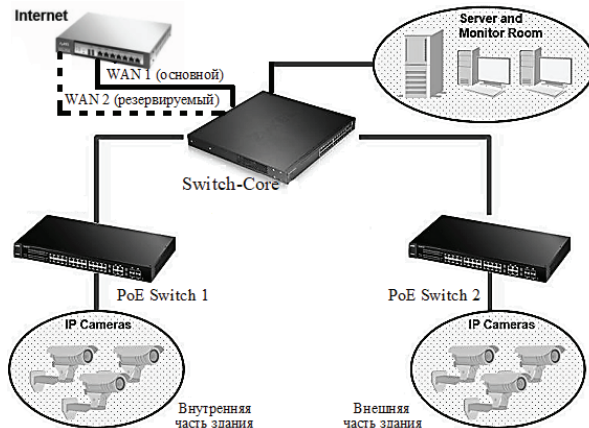 Internet
Server and
Monitor Room
WAN 1 (основной)
WAN 2 (резервируемый)
Switch-Core
PoE Switch 1
PoE Switch 2
IP Cameras
IP Cameras
Внутренняя
часть здания
Внешняя
часть здания